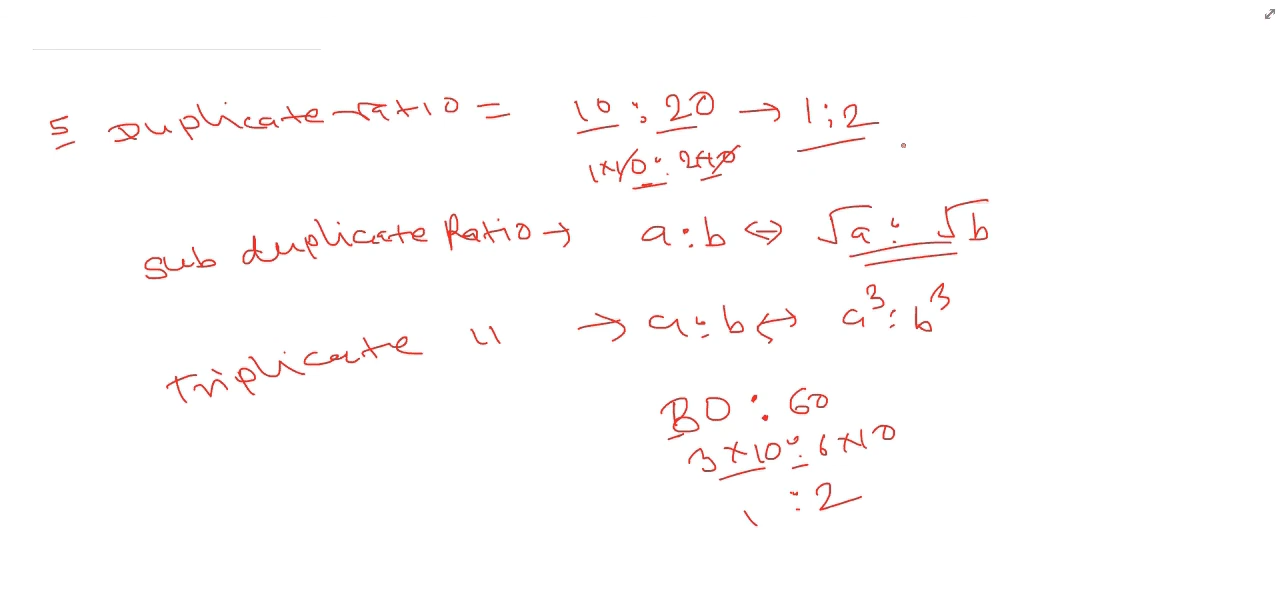 5 Duplicate ratio = 10 : 20 → 1 : 2
1×10 : 2×10
sub duplicate Ratio → a : b ⇔ √a : √b
Triplicate 11 → a : b ↔ a³ : b³
30 : 60
3×10 : 6×10
1 : 2